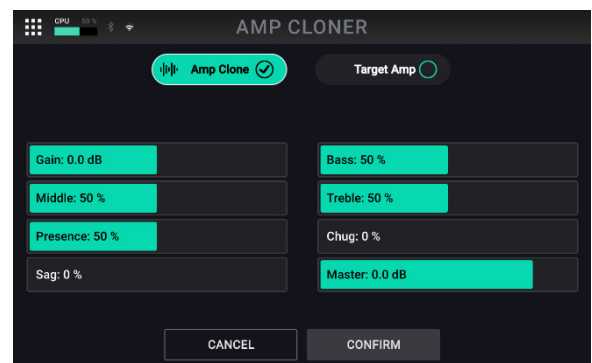 CPU 59 %
AMP CLONER
Amp Clone
Target Amp
Gain: 0.0 dB
Bass: 50 %
Middle: 50 %
Treble: 50 %
Presence: 50 %
Chug: 0 %
Sag: 0 %
Master: 0.0 dB
CANCEL
CONFIRM